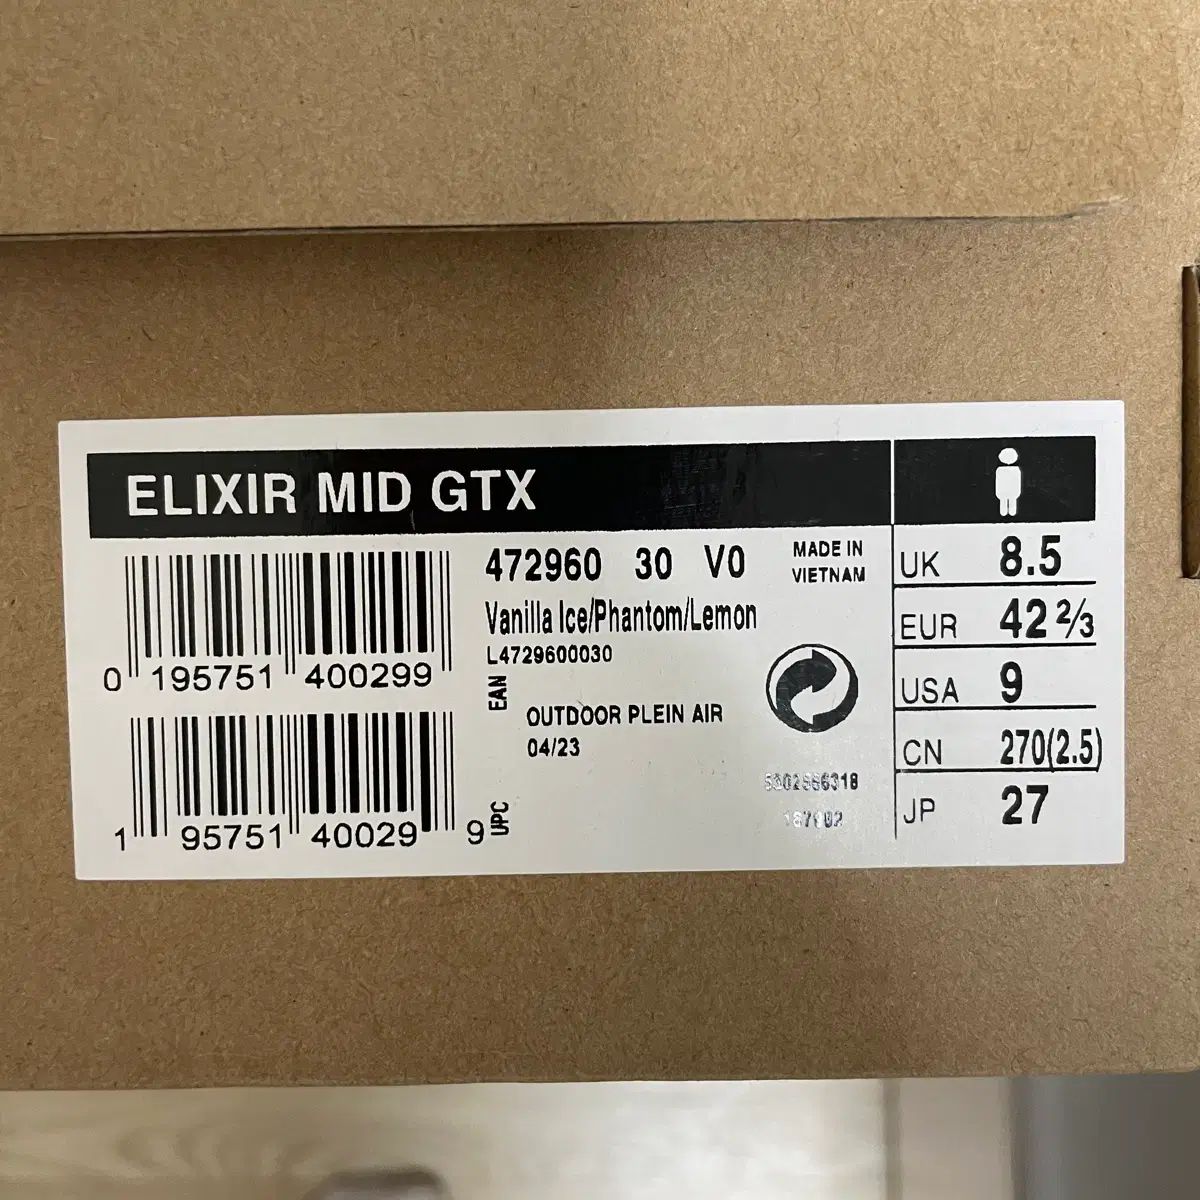 ELIXIR MID GTX
472960 30 V0
MADE IN
VIETNAM
Vanilla Ice/Phantom/Lemon
L4729600030
0 195751 400299
EAN
OUTDOOR PLEIN AIR
04/23
1 95751 40029 9
UPC
UK 8.5
EUR 42 2/3
USA 9
CN 270(2.5)
JP 27